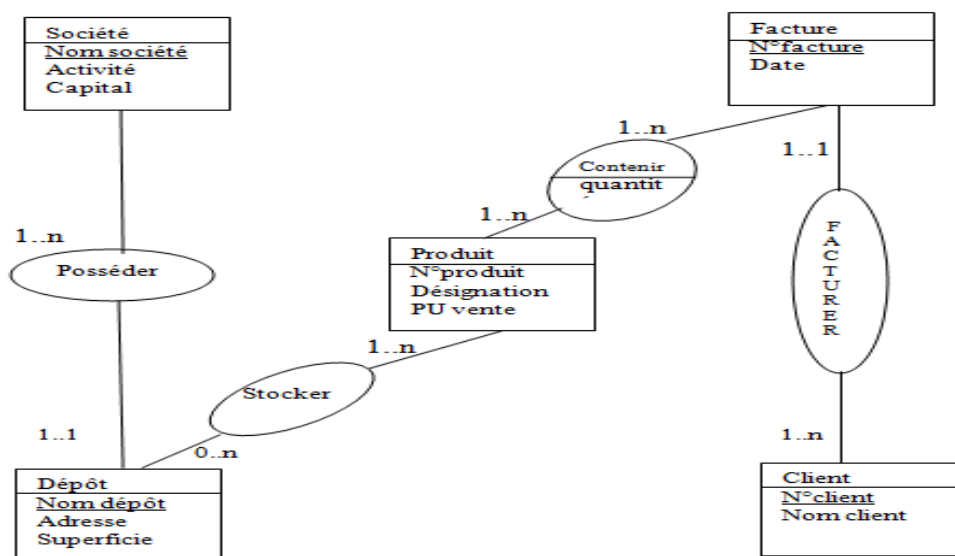 Société
Nom société
Activité
Capital
Facture
N°facture
Date
1..n
1..1
Contenir
quantit
1..n
1..n
Posséder
Produit
N°produit
Désignation
PU vente
FACTURER
1..n
Stocker
1..1
0..n
1..n
Dépôt
Nom dépôt
Adresse
Superficie
Client
N°client
Nom client